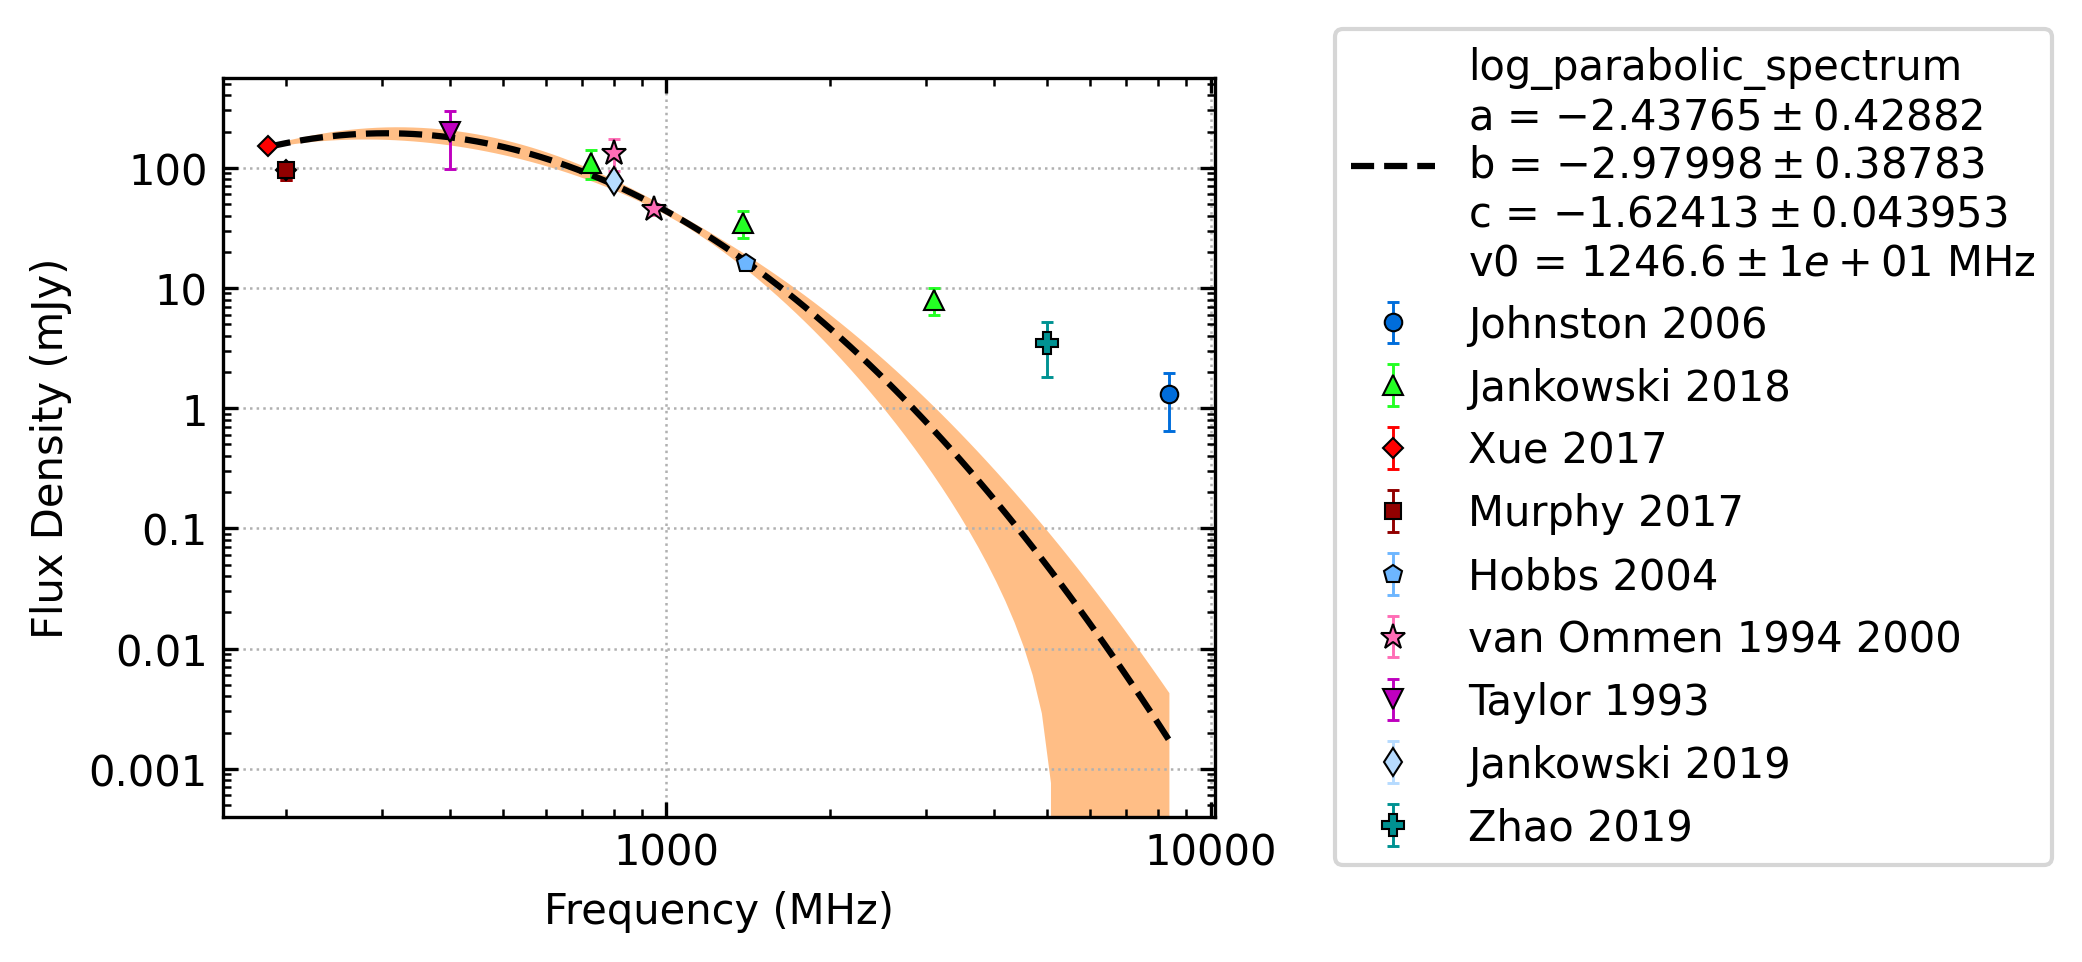 Flux Density (mJy)
100
10
1
0.1
0.01
0.001
1000
10000
Frequency (MHz)
log_parabolic_spectrum
a = −2.43765 ± 0.42882
b = −2.97998 ± 0.38783
c = −1.62413 ± 0.043953
v0 = 1246.6 ± 1e + 01 MHz
Johnston 2006
Jankowski 2018
Xue 2017
Murphy 2017
Hobbs 2004
van Ommen 1994 2000
Taylor 1993
Jankowski 2019
Zhao 2019